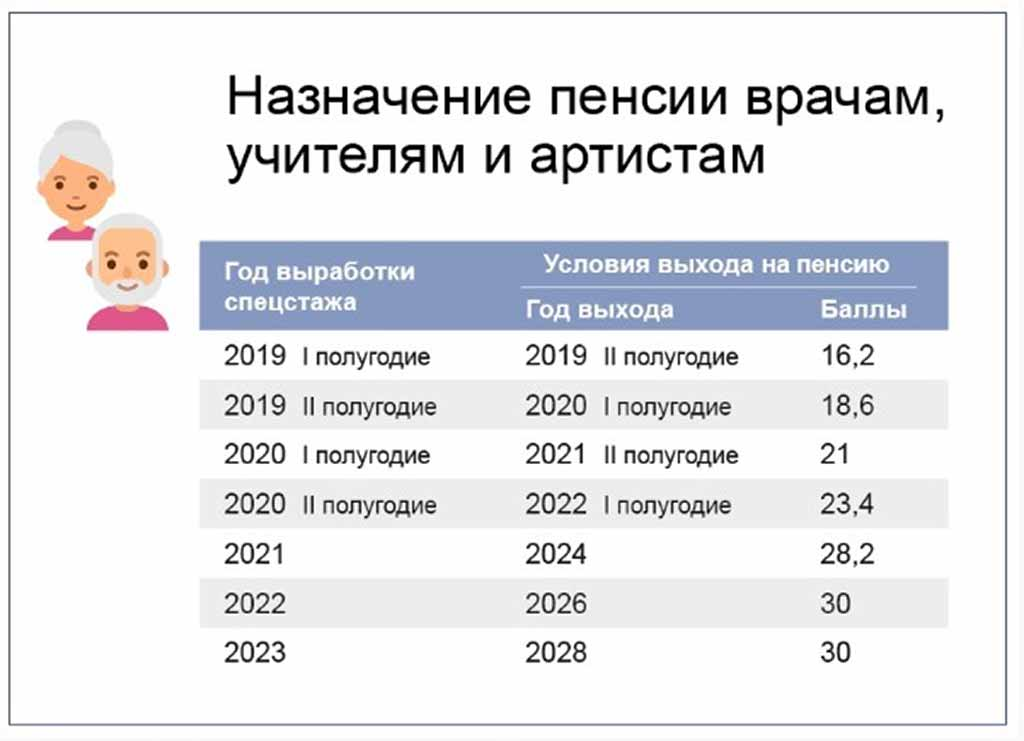 Назначение пенсии врачам,
учителям и артистам
Год выработки
спецстажа
Условия выхода на пенсию
Год выхода Баллы
2019 I полугодие 2019 II полугодие 16,2
2019 II полугодие 2020 I полугодие 18,6
2020 I полугодие 2021 II полугодие 21
2020 II полугодие 2022 I полугодие 23,4
2021 2024 28,2
2022 2026 30
2023 2028 30